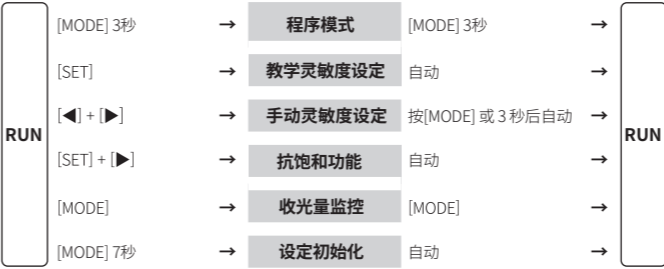 [MODE] 3秒 → 程序模式 [MODE] 3秒 →
[SET] → 教学灵敏度设定 自动 →
[◀] + [▶] → 手动灵敏度设定 按[MODE] 或 3 秒后自动 →
RUN
RUN
[SET] + [▶] → 抗饱和功能 自动 →
[MODE] → 收光量监控 [MODE] →
[MODE] 7秒 → 设定初始化 自动 →